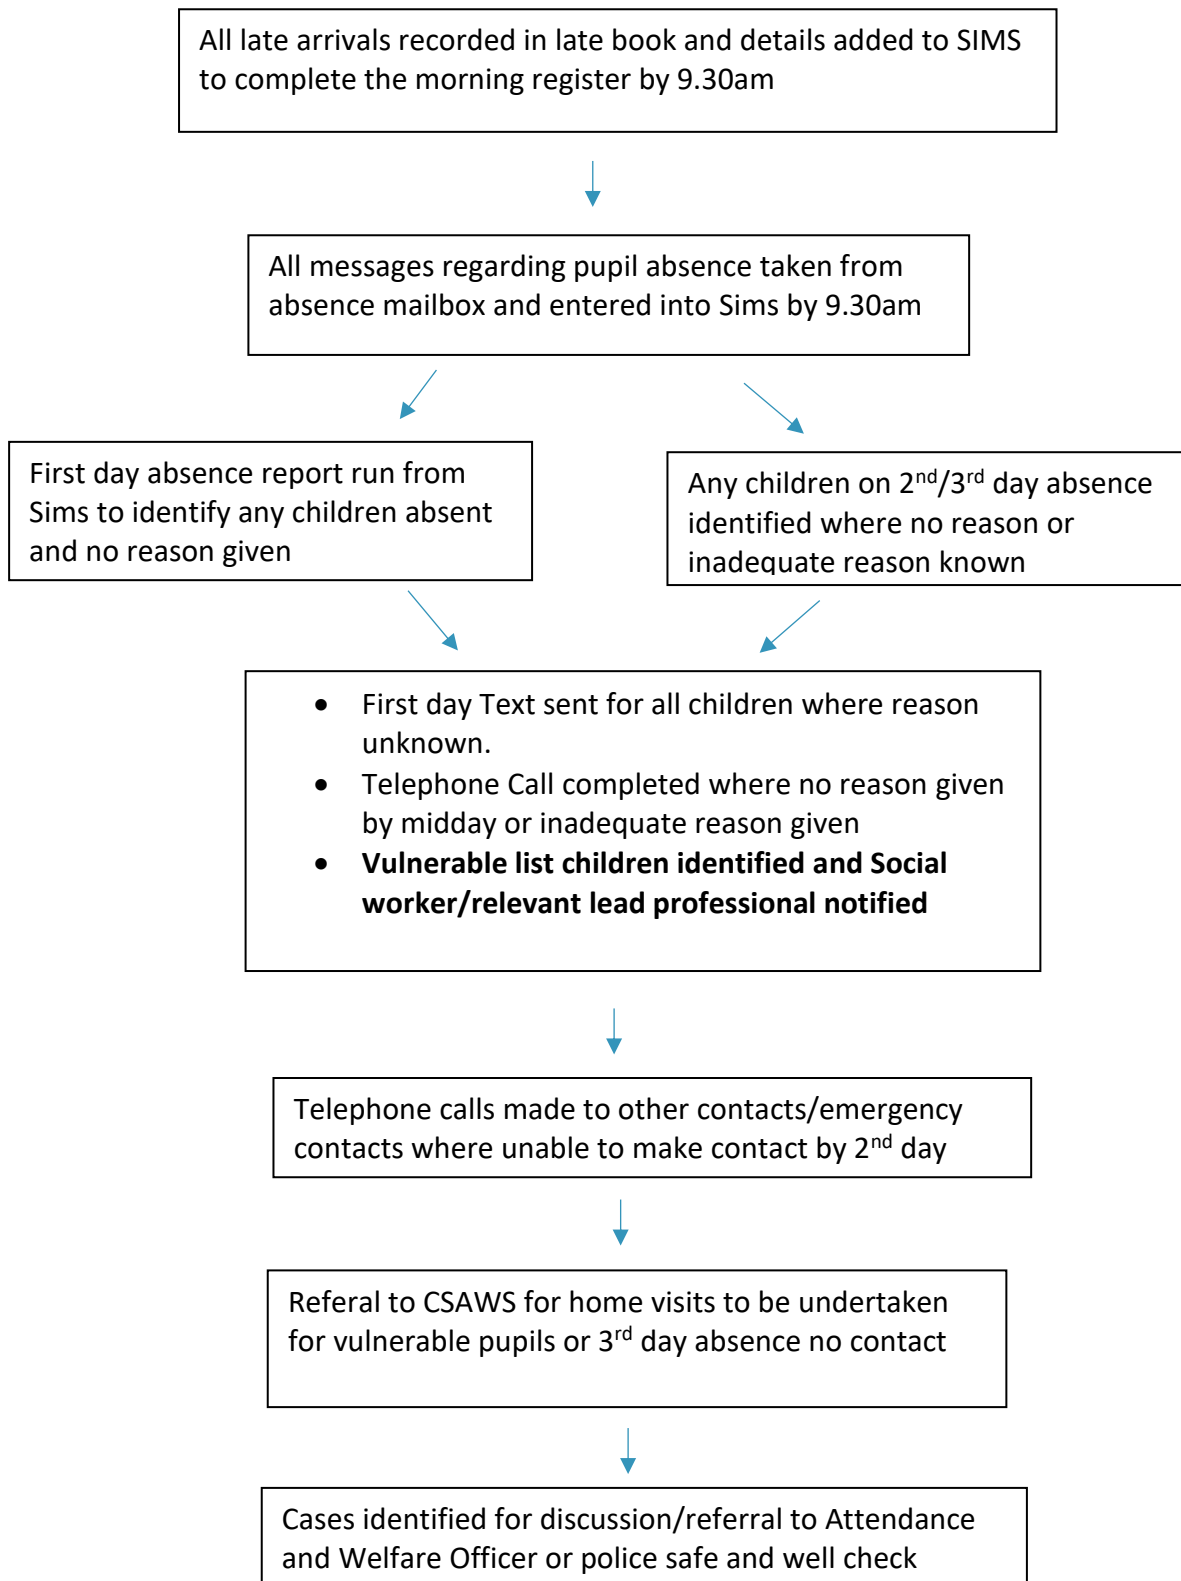 All late arrivals recorded in late book and details added to SIMS
to complete the morning register by 9.30am
All messages regarding pupil absence taken from
absence mailbox and entered into Sims by 9.30am
First day absence report run from
Sims to identify any children absent
and no reason given
Any children on 2nd/3rd day absence
identified where no reason or
inadequate reason known
• First day Text sent for all children where reason
unknown.
• Telephone Call completed where no reason given
by midday or inadequate reason given
• Vulnerable list children identified and Social
worker/relevant lead professional notified
Telephone calls made to other contacts/emergency
contacts where unable to make contact by 2nd day
Referal to CSAWS for home visits to be undertaken
for vulnerable pupils or 3rd day absence no contact
Cases identified for discussion/referral to Attendance
and Welfare Officer or police safe and well check